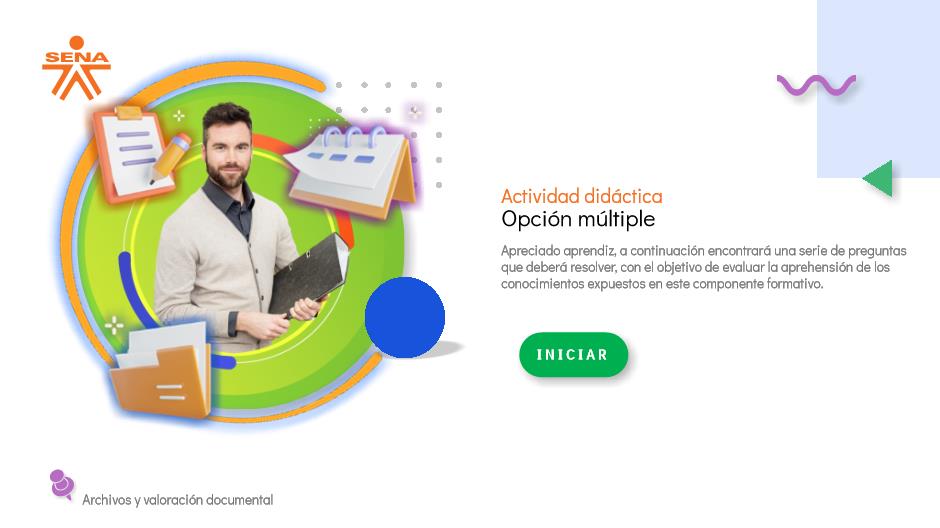 SENA
Actividad didáctica
Opción múltiple
Apreciado aprendiz, a continuación encontrará una serie de preguntas
que deberá resolver, con el objetivo de evaluar la aprehensión de los
conocimientos expuestos en este componente formativo.
INICIAR
Archivos y valoración documental